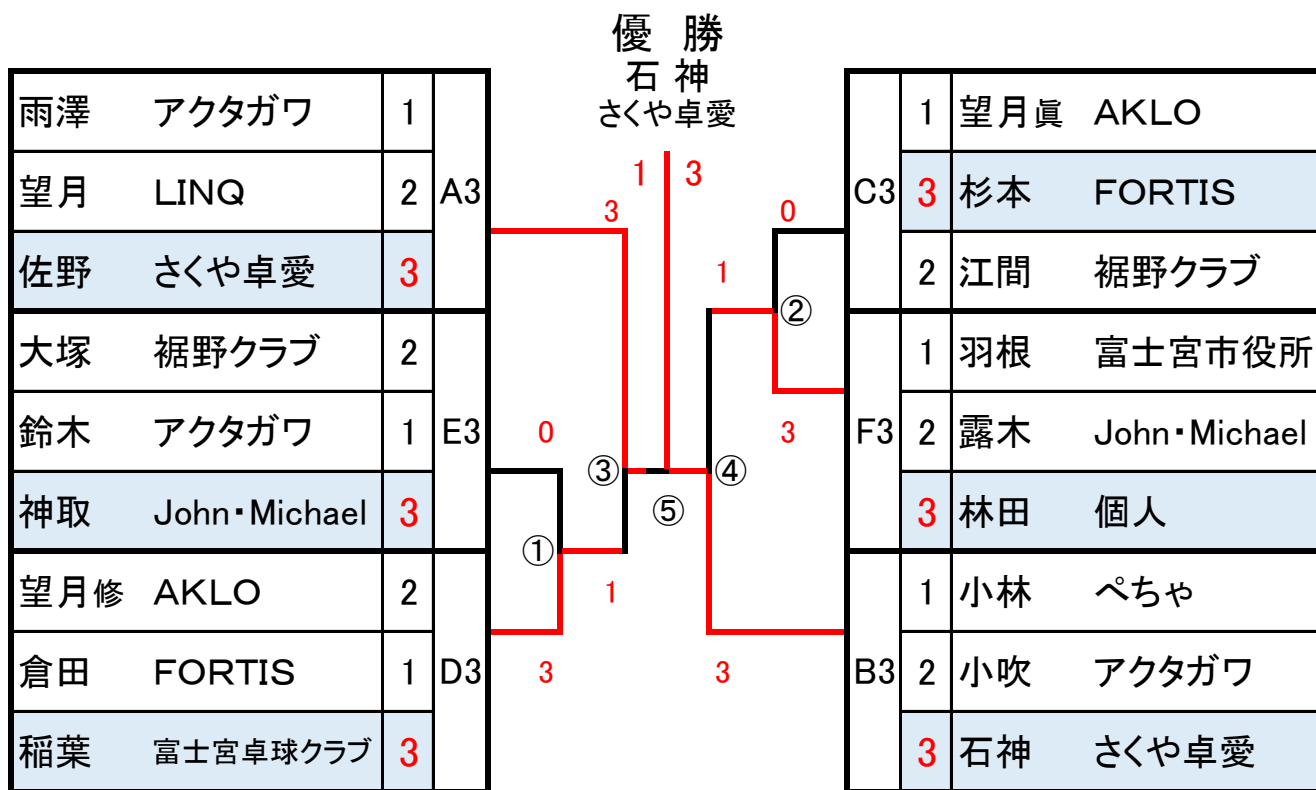 優 勝
石 神
さくや卓愛
雨澤 アクタガワ 1
望月 LINQ 2
佐野 さくや卓愛 3
A3
大塚 裾野クラブ 2
鈴木 アクタガワ 1
神取 John・Michael 3
E3
望月修 AKLO 2
倉田 FORTIS 1
稲葉 富士宮卓球クラブ 3
D3
1 3
3
0
③
①
1
3
⑤
0
1
②
3
④
3
C3
1 望月眞 AKLO
3 杉本 FORTIS
2 江間 裾野クラブ
F3
1 羽根 富士宮市役所
2 露木 John・Michael
3 林田 個人
B3
1 小林 ぺちゃ
2 小吹 アクタガワ
3 石神 さくや卓愛